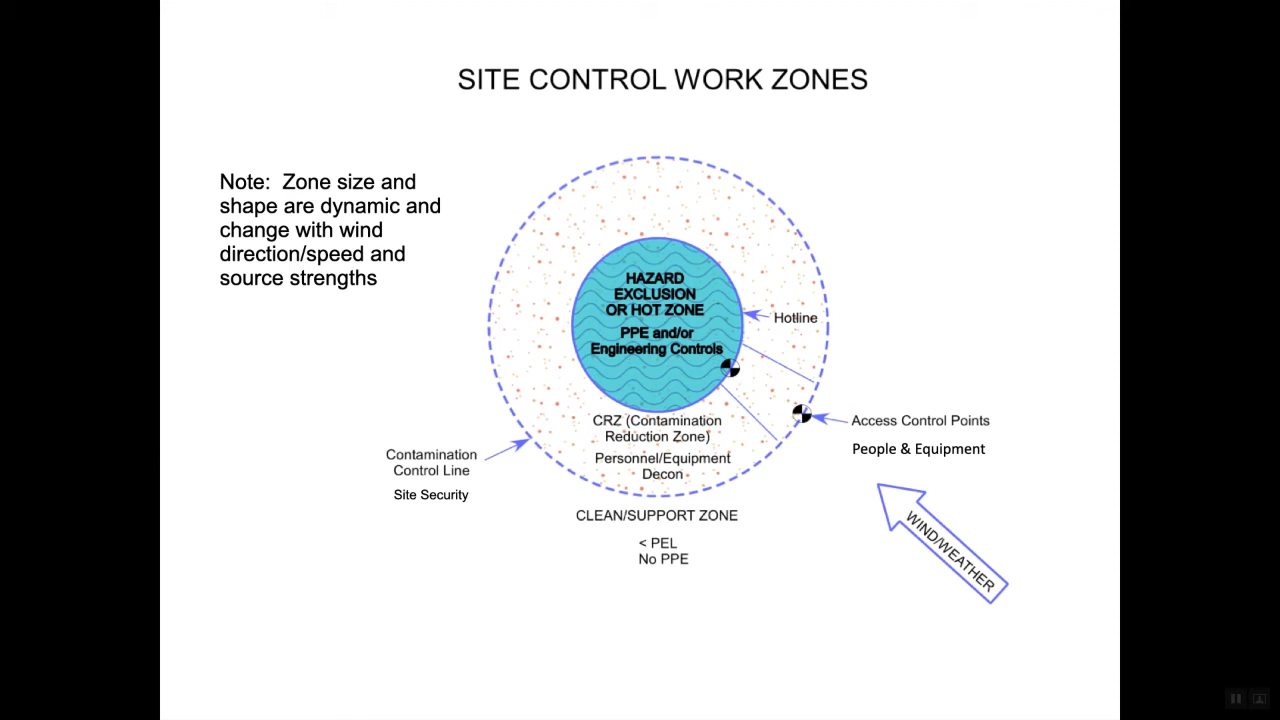 SITE CONTROL WORK ZONES
Note: Zone size and
shape are dynamic and
change with wind
direction/speed and
source strengths
HAZARD
EXCLUSION
OR HOT ZONE
PPE and/or
Engineering Controls
Hotline
CRZ (Contamination
Reduction Zone)
Personnel/Equipment
Decon
Access Control Points
People & Equipment
Contamination
Control Line
Site Security
CLEAN/SUPPORT ZONE
< PEL
No PPE
WIND/WEATHER